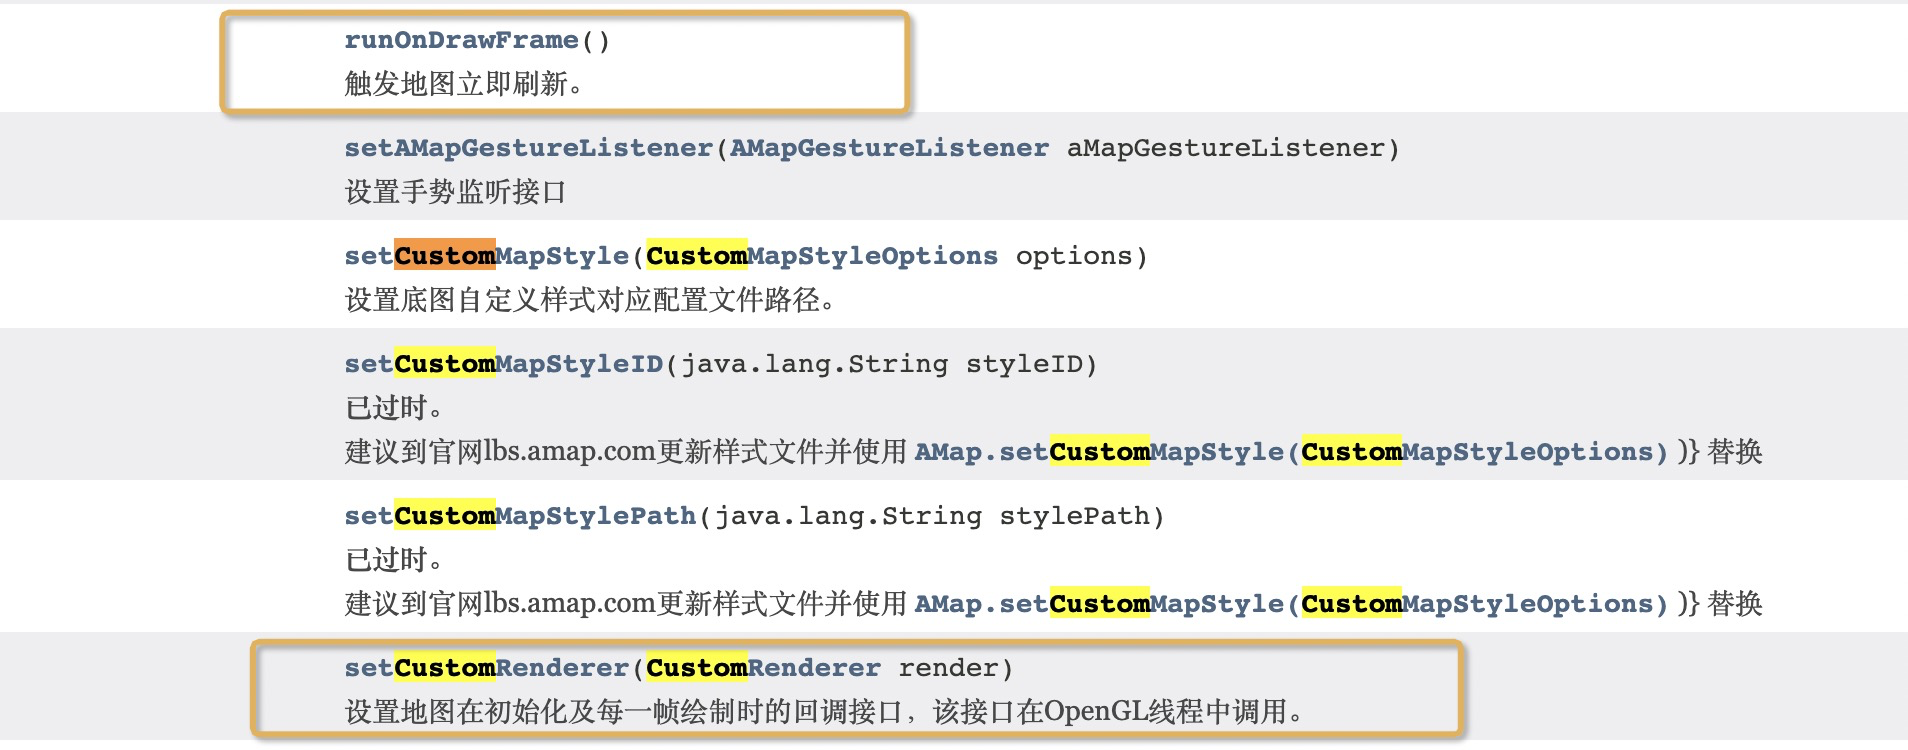 runOnDrawFrame()
触发地图立即刷新。
setAMapGestureListener(AMapGestureListener aMapGestureListener)
设置手势监听接口
setCustomMapStyle(CustomMapStyleOptions options)
设置底图自定义样式对应配置文件路径。
setCustomMapStyleID(java.lang.String styleID)
已过时。
建议到官网lbs.amap.com更新样式文件并使用 AMap.setCustomMapStyle(CustomMapStyleOptions) )} 替换
setCustomMapStylePath(java.lang.String stylePath)
已过时。
建议到官网lbs.amap.com更新样式文件并使用 AMap.setCustomMapStyle(CustomMapStyleOptions) )} 替换
setCustomRenderer(CustomRenderer render)
设置地图在初始化及每一帧绘制时的回调接口，该接口在OpenGL线程中调用。